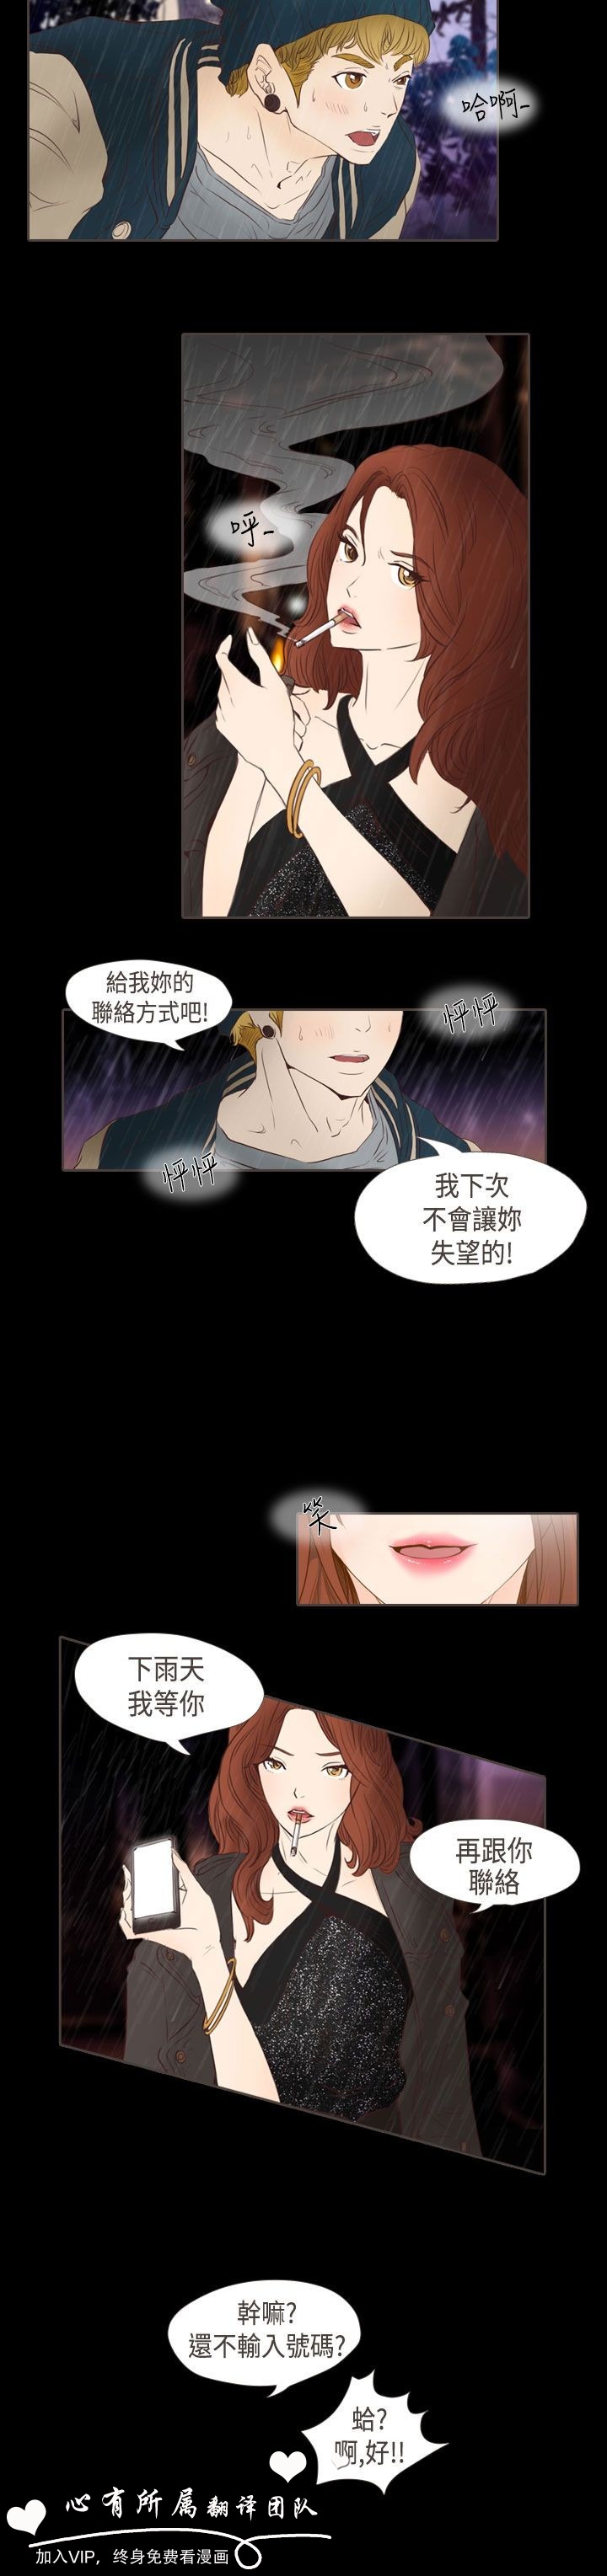 哈啊~
呼~
給我妳的
聯絡方式吧!
怦怦
怦怦
我下次
不會讓妳
失望的!
笑
下雨天
我等你
再跟你
聯絡
幹嘛?
還不輸入號碼?
蛤?
啊,好!!
心有所属翻译团队
加入VIP，终身免费看漫画